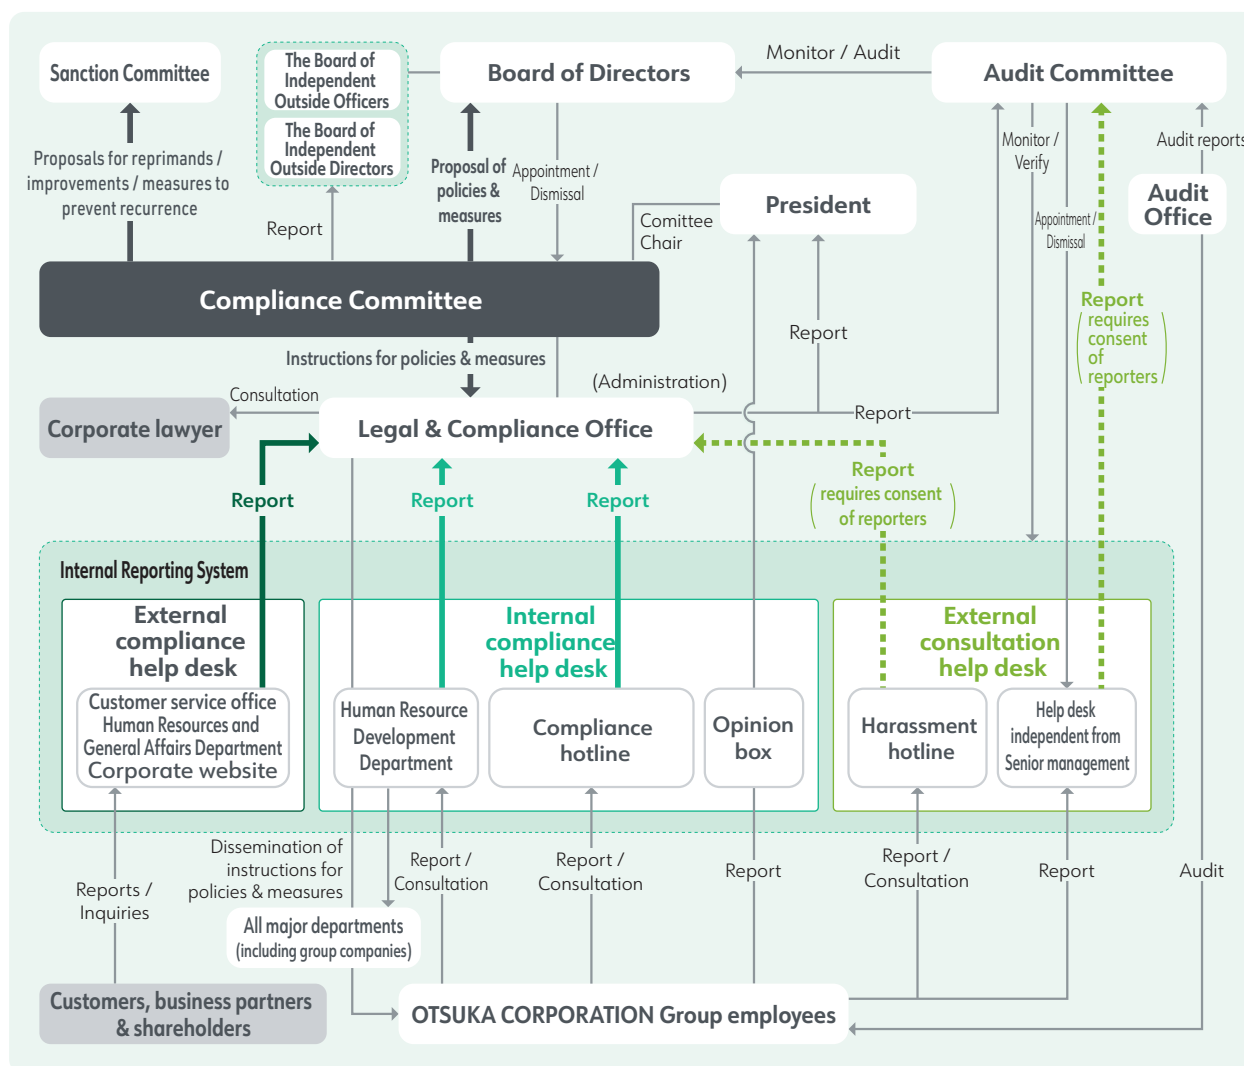 Sanction Committee
The Board of
Independent
Outside Officers
The Board of
Independent
Outside Directors
Board of Directors
Monitor / Audit
Audit Committee
Proposals for reprimands /
improvements / measures to
prevent recurrence
Report
Proposal of
policies &
measures
Appointment /
Dismissal
Comittee
Chair
President
Monitor /
Verify
Appointment /
Dismissal
Audit reports
Audit
Office
Compliance Committee
Report
Report
requires
consent
of
reporters
Instructions for policies & measures
(Administration)
Consultation
Corporate lawyer
Legal & Compliance Office
Report
Report
Report
Report
Report
(requires consent
of reporters)
Internal Reporting System
External
compliance
help desk
Internal
compliance
help desk
External
consultation
help desk
Customer service office
Human Resources and
General Affairs Department
Corporate website
Human Resource
Development
Department
Compliance
hotline
Opinion
box
Harassment
hotline
Help desk
independent from
Senior management
Reports /
Inquiries
Dissemination of
instructions for
policies & measures
Report /
Consultation
Report /
Consultation
Report
Report /
Consultation
Report
Audit
All major departments
(including group companies)
Customers, business partners
& shareholders
OTSUKA CORPORATION Group employees